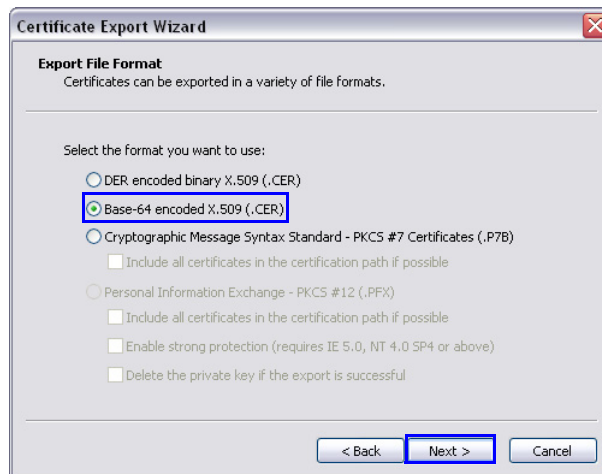 Certificate Export Wizard
Export File Format
Certificates can be exported in a variety of file formats.
Select the format you want to use:
DER encoded binary X.509 (.CER)
Base-64 encoded X.509 (.CER)
Cryptographic Message Syntax Standard - PKCS #7 Certificates (.P7B)
Include all certificates in the certification path if possible
Personal Information Exchange - PKCS #12 (.PFX)
Include all certificates in the certification path if possible
Enable strong protection (requires IE 5.0, NT 4.0 SP4 or above)
Delete the private key if the export is successful
< Back Next > Cancel